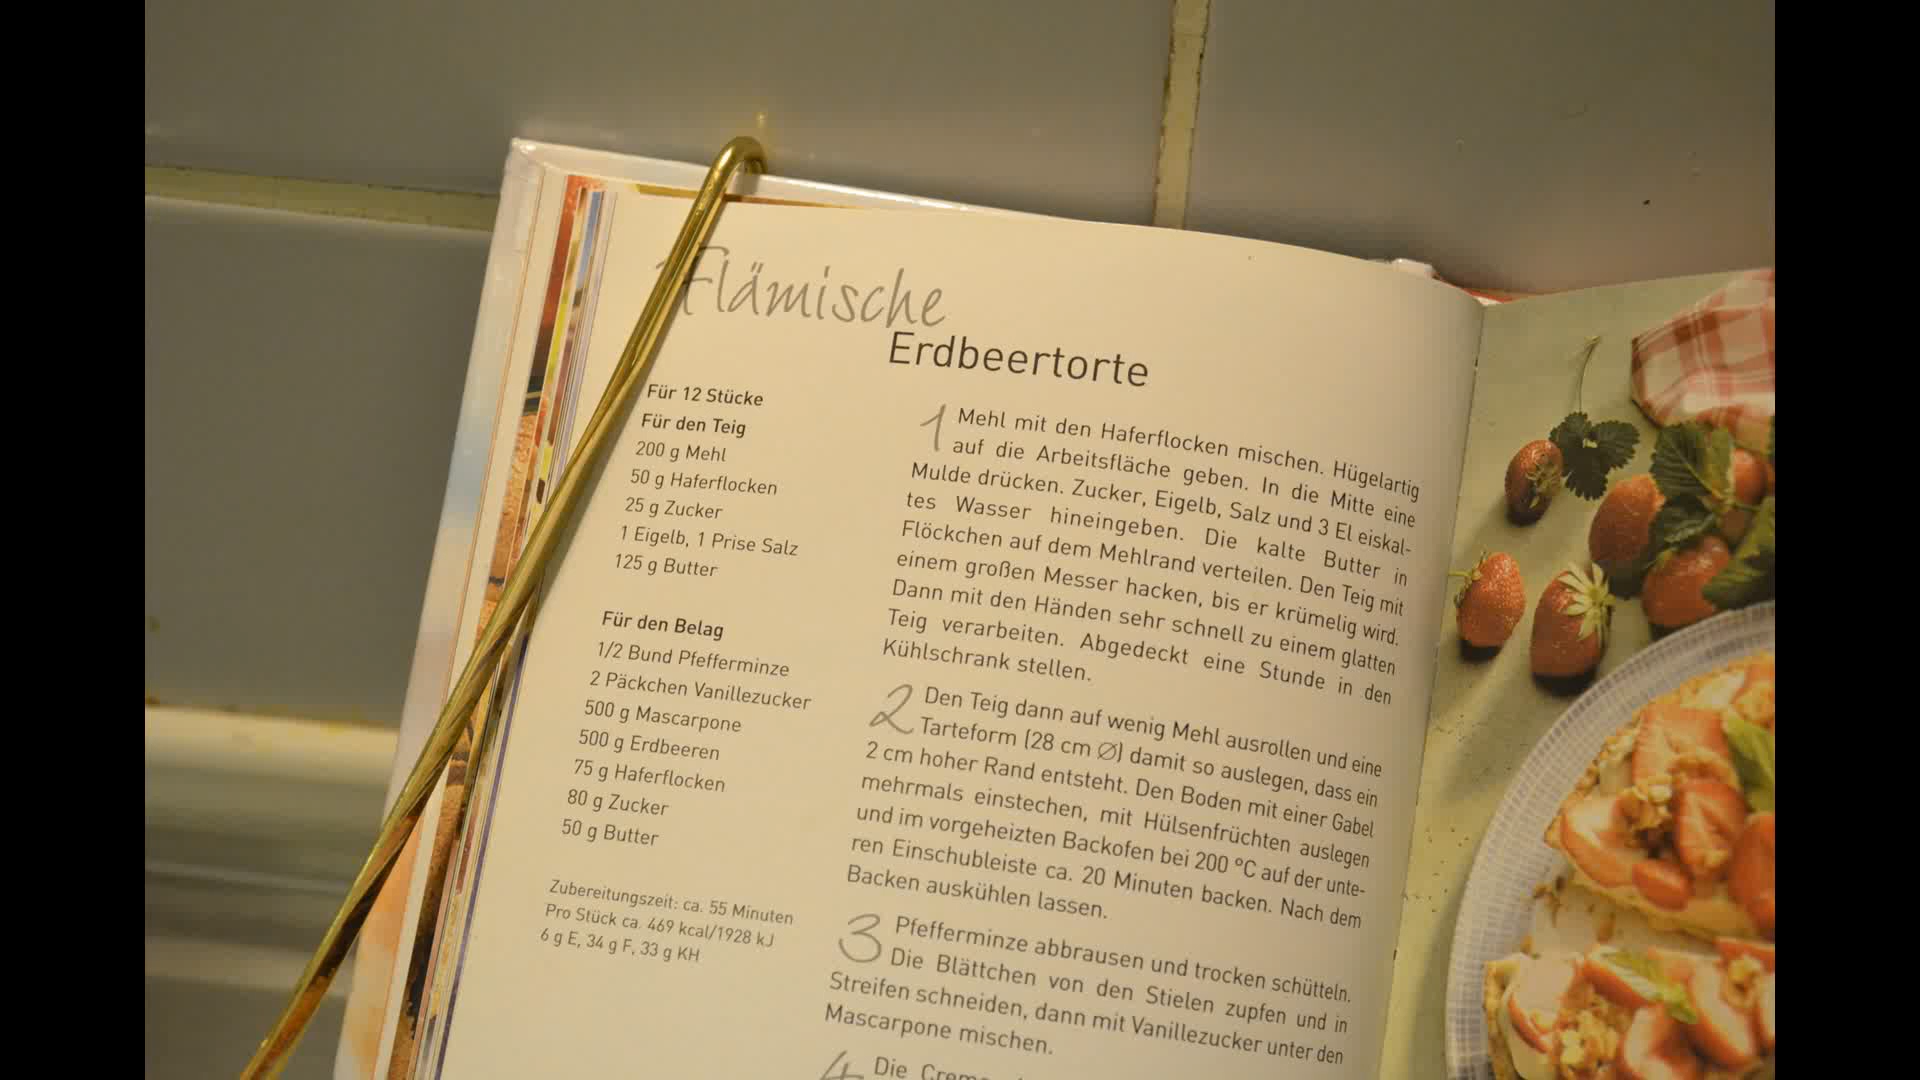 Flämische
Erdbeertorte
Für 12 Stücke
Für den Teig
200 g Mehl
50 g Haferflocken
25 g Zucker
1 Eigelb, 1 Prise Salz
125 g Butter
Für den Belag
1/2 Bund Pfefferminze
2 Päckchen Vanillezucker
500 g Mascarpone
500 g Erdbeeren
75 g Haferflocken
80 g Zucker
50 g Butter
Zubereitungszeit: ca. 55 Minuten
Pro Stück ca. 469 kcal/1928 kJ
6 g E, 34 g F, 33 g KH
1 Mehl mit den Haferflocken mischen. Hügelartig
auf die Arbeitsfläche geben. In die Mitte eine
Mulde drücken. Zucker, Eigelb, Salz und 3 El eiskal-
tes Wasser hineingeben. Die kalte Butter in
Flöckchen auf dem Mehlrand verteilen. Den Teig mit
einem großen Messer hacken, bis er krümelig wird.
Dann mit den Händen sehr schnell zu einem glatten
Teig verarbeiten. Abgedeckt eine Stunde in den
Kühlschrank stellen.
2 Den Teig dann auf wenig Mehl ausrollen und eine
Tarteform (28 cm Ø) damit so auslegen, dass ein
2 cm hoher Rand entsteht. Den Boden mit einer Gabel
mehrmals einstechen, mit Hülsenfrüchten auslegen
und im vorgeheizten Backofen bei 200 °C auf der unte-
ren Einschubleiste ca. 20 Minuten backen. Nach dem
Backen auskühlen lassen.
3 Pfefferminze abbrausen und trocken schütteln.
Die Blättchen von den Stielen zupfen und in
Streifen schneiden, dann mit Vanillezucker unter den
Mascarpone mischen.
4 Die